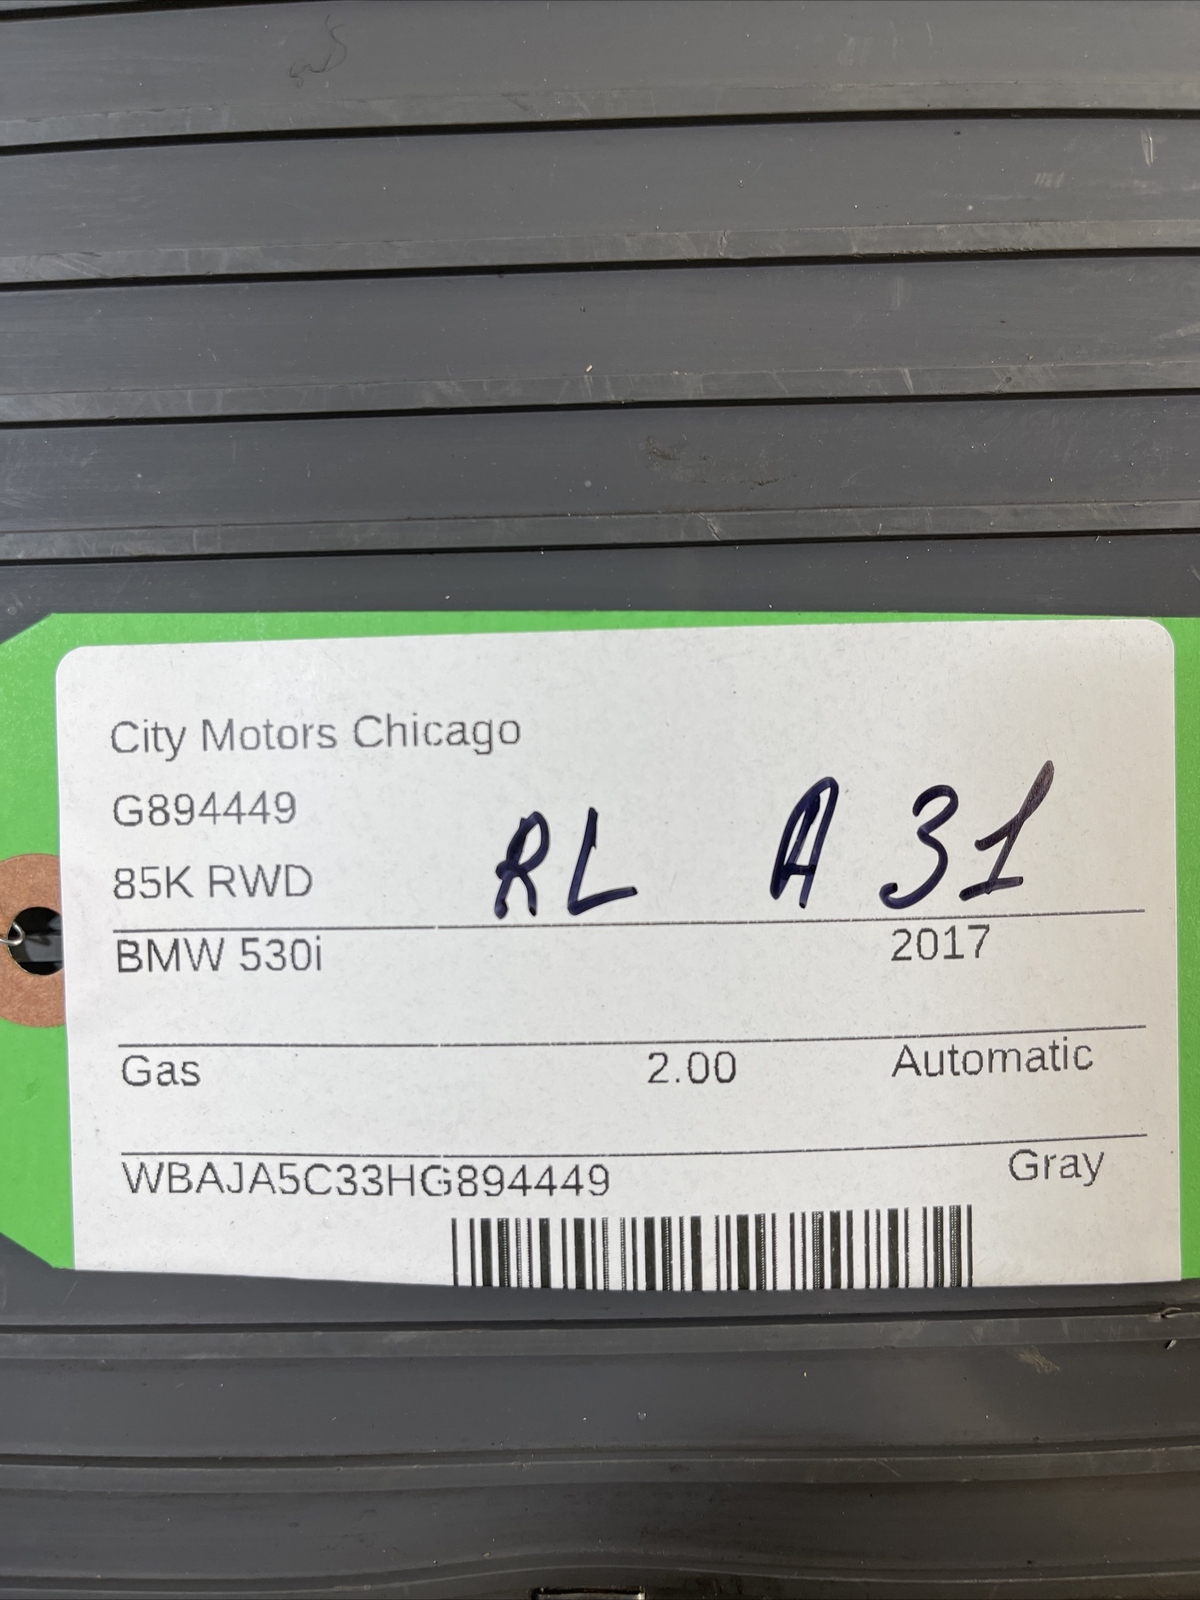 City Motors Chicago
G894449
85K RWD RL A 31
BMW 530i 2017
Gas 2.00 Automatic
WBAJA5C33HG894449 Gray